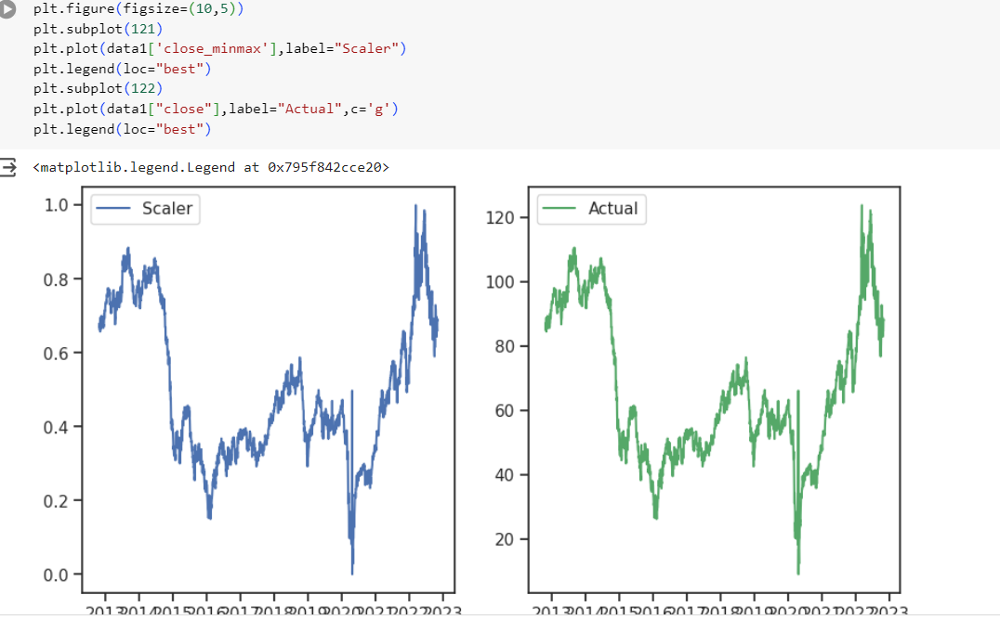 plt.figure(figsize=(10,5))
plt.subplot(121)
plt.plot(data1['close_minmax'],label="Scaler")
plt.legend(loc="best")
plt.subplot(122)
plt.plot(data1["close"],label="Actual",c='g')
plt.legend(loc="best")
<matplotlib.legend.Legend at 0x795f842cce20>
Scaler
1.0
0.8
0.6
0.4
0.2
0.0
2013 2014 2015 2016 2017 2018 2019 2020 2021 2022 2023
Actual
120
100
80
60
40
20
2013 2014 2015 2016 2017 2018 2019 2020 2021 2022 2023